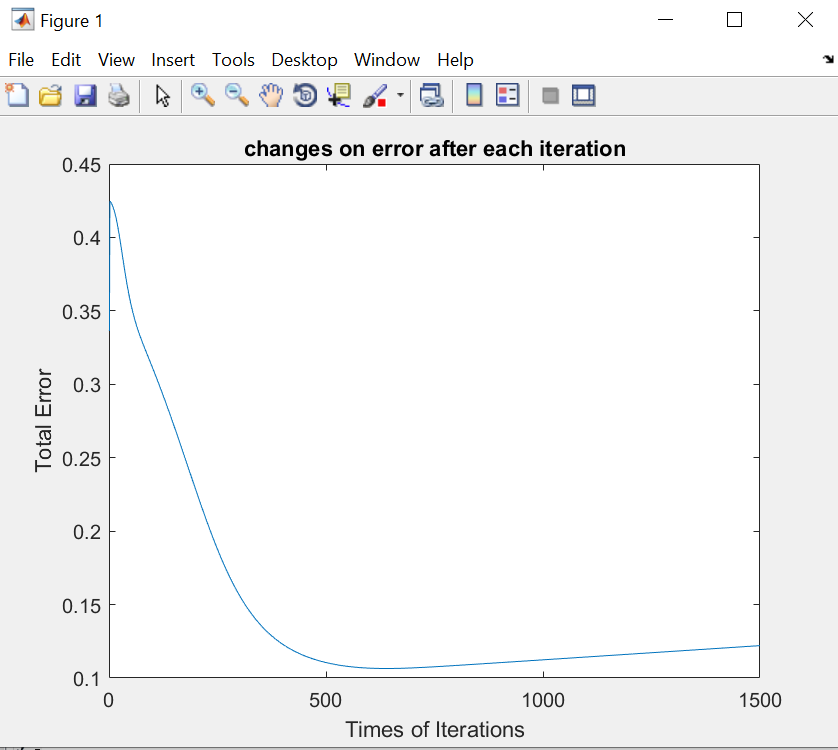 Figure 1
File Edit View Insert Tools Desktop Window Help
changes on error after each iteration
0.45
0.4
0.35
0.3
0.25
0.2
0.15
0.1
Total Error
0 500 1000 1500
Times of Iterations